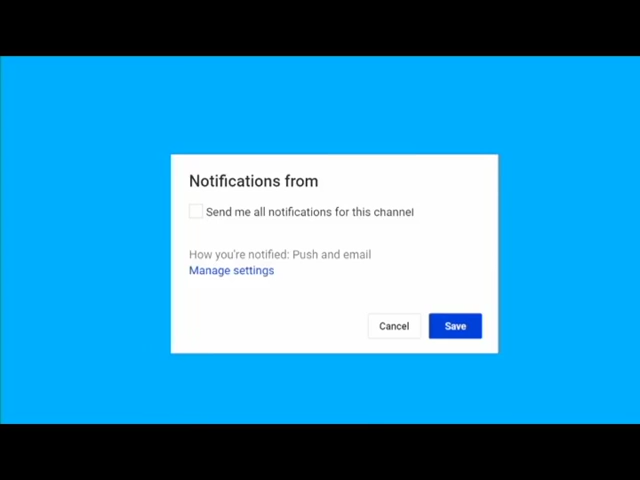 Notifications from
Send me all notifications for this channel
How you're notified: Push and email
Manage settings
Cancel
Save